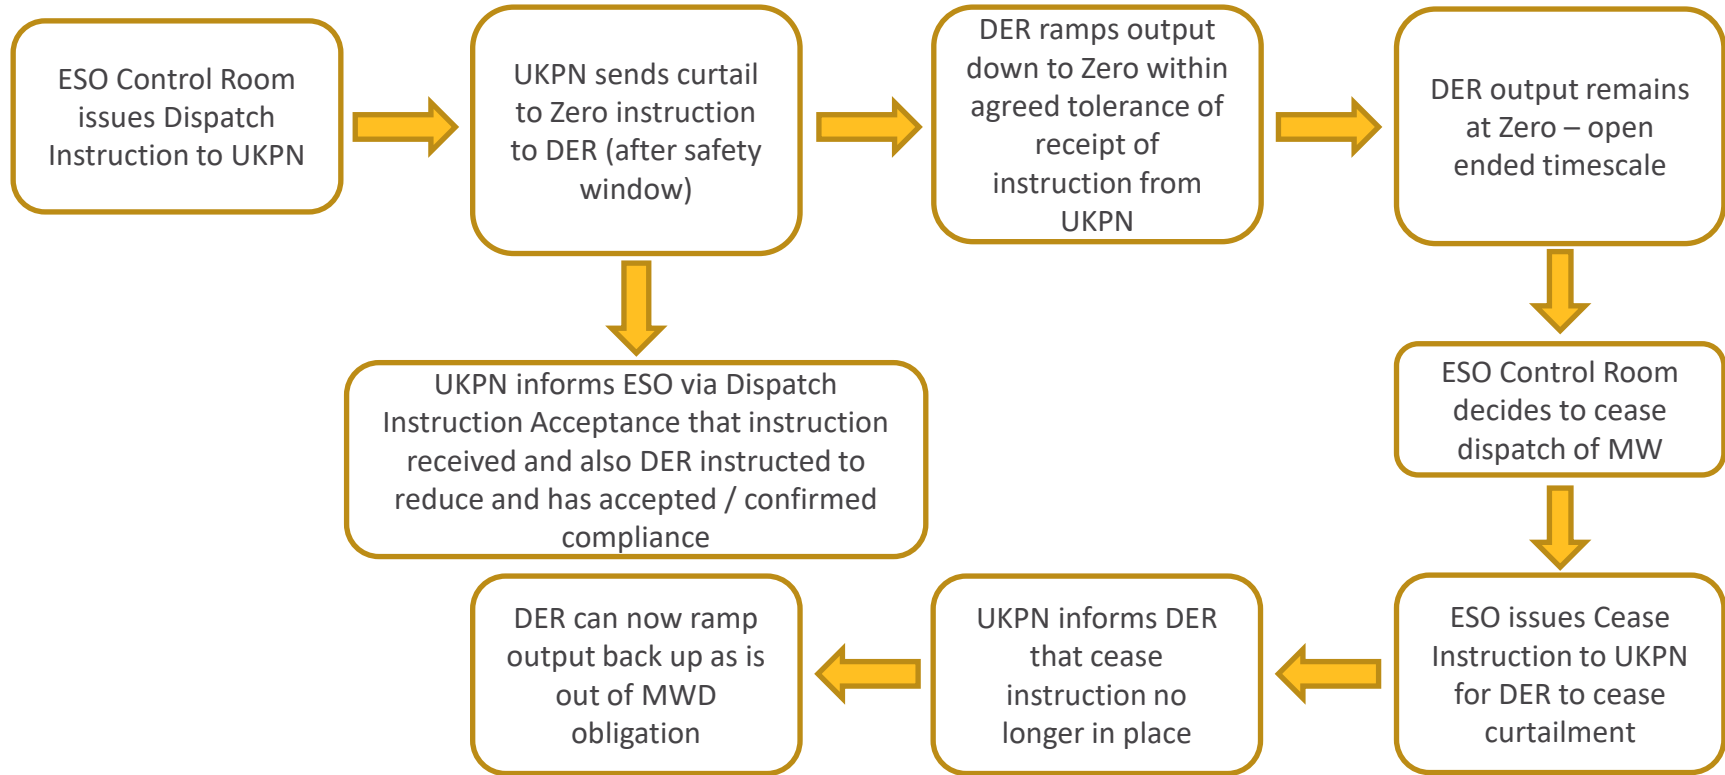 ESO Control Room
issues Dispatch
Instruction to UKPN
UKPN sends curtail
to Zero instruction
to DER (after safety
window)
DER ramps output
down to Zero within
agreed tolerance of
receipt of
instruction from
UKPN
DER output remains
at Zero – open
ended timescale
UKPN informs ESO via Dispatch
Instruction Acceptance that instruction
received and also DER instructed to
reduce and has accepted / confirmed
compliance
ESO Control Room
decides to cease
dispatch of MW
ESO issues Cease
Instruction to UKPN
for DER to cease
curtailment
UKPN informs DER
that cease
instruction no
longer in place
DER can now ramp
output back up as is
out of MWD
obligation